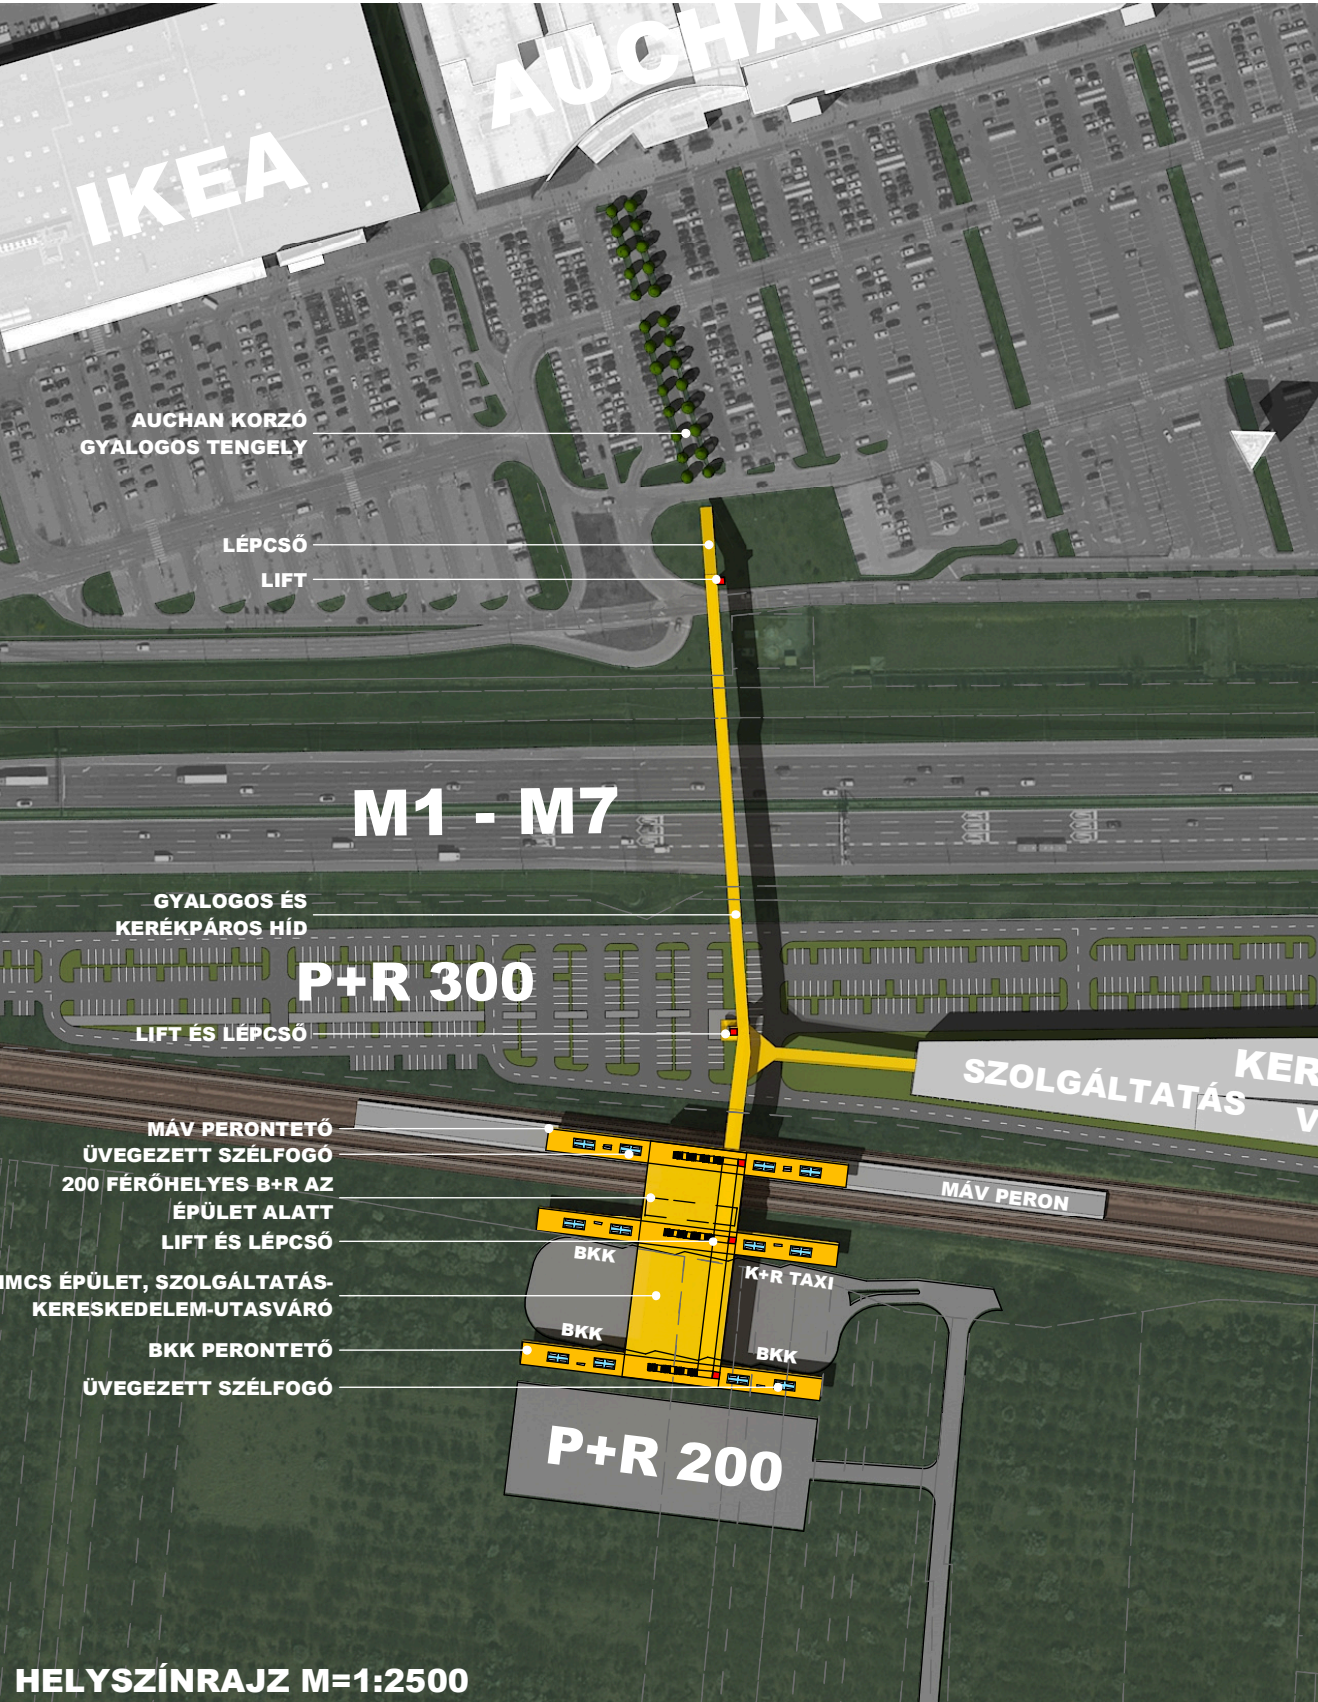 AUCHAN
IKEA
AUCHAN KORZÓ
GYALOGOS TENGELY
LÉPCSŐ
LIFT
M1 - M7
GYALOGOS ÉS
KERÉKPÁROS HÍD
P+R 300
LIFT ÉS LÉPCSŐ
SZOLGÁLTATÁS
KER
V
MÁV PERONTETŐ
ÜVEGEZETT SZÉLFOGÓ
200 FÉRŐHELYES B+R AZ
ÉPÜLET ALATT
MÁV PERON
LIFT ÉS LÉPCSŐ
BKK
K+R TAXI
IMCS ÉPÜLET, SZOLGÁLTATÁS-
KERESKEDELEM-UTASVÁRÓ
BKK
BKK
BKK PERONTETŐ
ÜVEGEZETT SZÉLFOGÓ
P+R 200
HELYSZÍNRAJZ M=1:2500